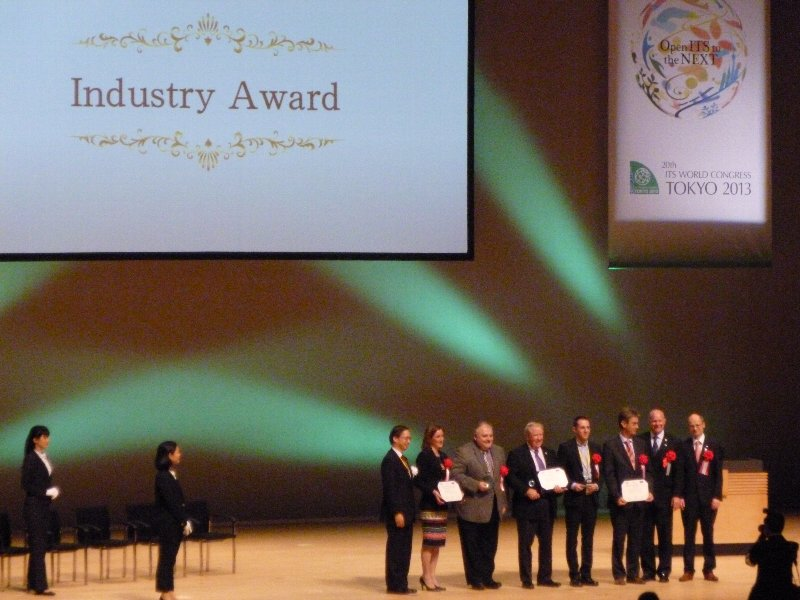 Industry Award
Open ITS to
the NEXT
20th
ITS WORLD CONGRESS
TOKYO 2013